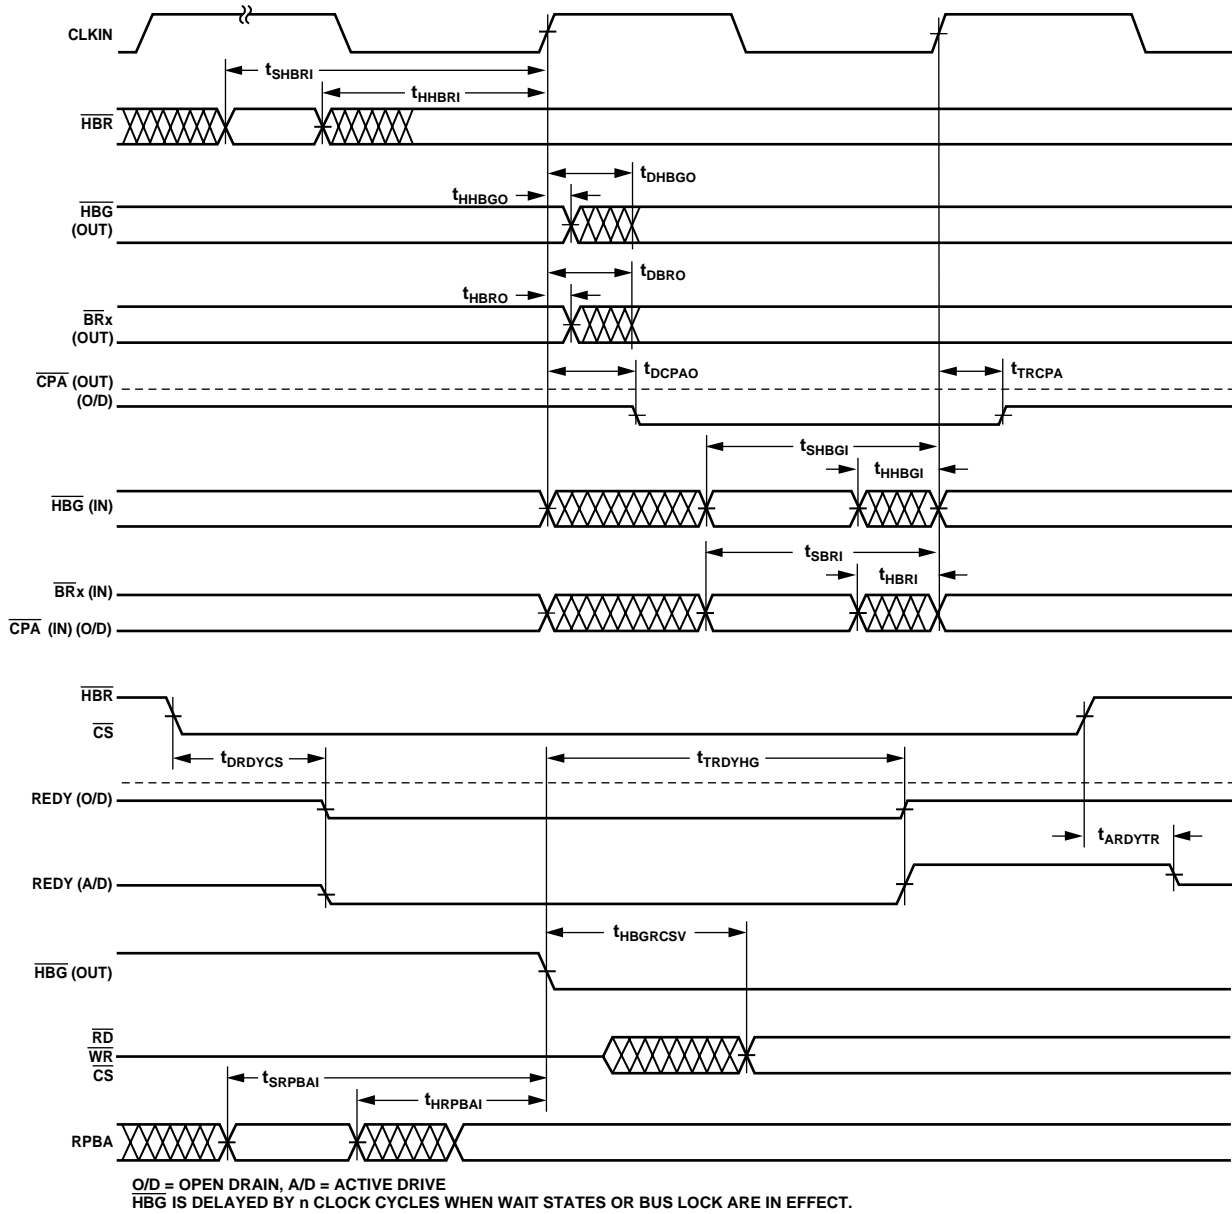 CLKIN
tSHBRI
tHHBRI
HBR
tDHBGO
tHHBGO
HBG
(OUT)
tDBRO
tHBRO
BRx
(OUT)
CPA (OUT)
(O/D)
tDCPAO
tTRCPA
tSHBGI
tHHBGI
HBG (IN)
tSBRI
tHBRI
BRx (IN)
CPA (IN) (O/D)
HBR
CS
tDRDYCS
tTRDYHG
REDY (O/D)
tARDYTR
REDY (A/D)
tHBGRCSV
HBG (OUT)
RD
WR
CS
tSRPBAI
tHRPBAI
RPBA
O/D = OPEN DRAIN, A/D = ACTIVE DRIVE
HBG IS DELAYED BY n CLOCK CYCLES WHEN WAIT STATES OR BUS LOCK ARE IN EFFECT.